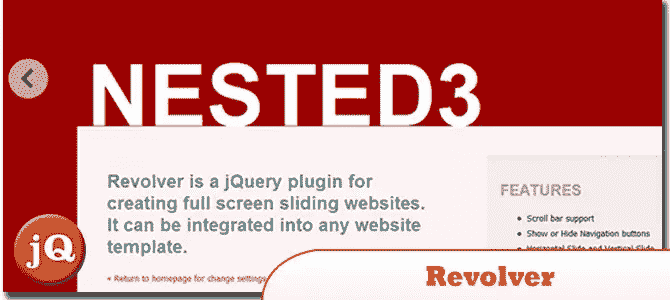 NESTED3
Revolver is a jQuery plugin for
creating full screen sliding websites.
It can be integrated into any website
template.
« Return to homepage for change settings
FEATURES
Scroll bar support
Show or Hide Navigation buttons
Horizontal Slide and Vertical Slide
jQ
Revolver